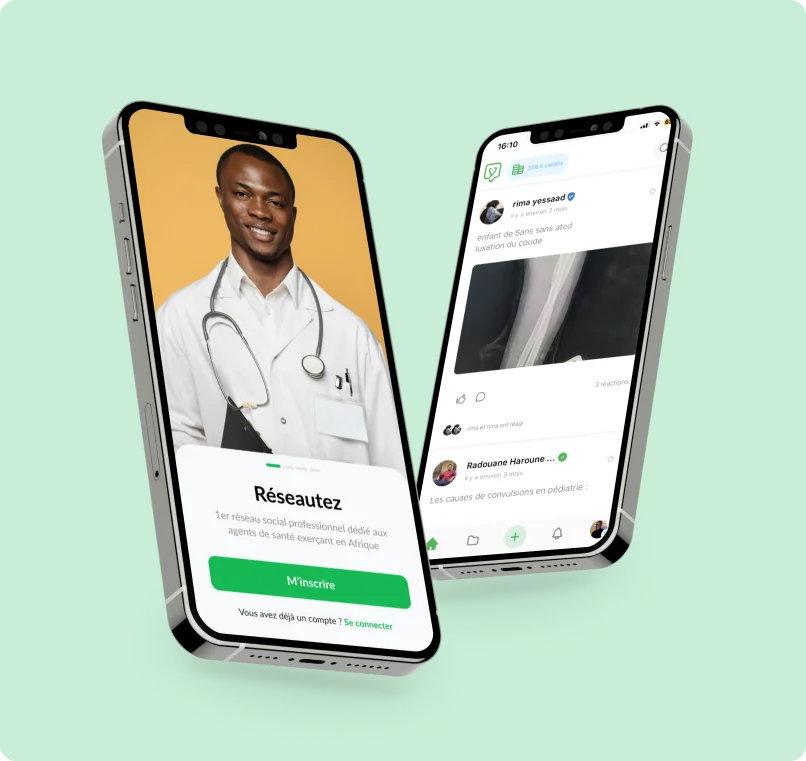 Réseautez
1er réseau social professionnel dédié aux
agents de santé exerçant en Afrique
M'inscrire
Vous avez déjà un compte ? Se connecter
16:10
crédits
rima yessaad
il y a environ 3 mois
enfant de 5ans sans atcd
luxation du coude
3 réactions
rima et rima ont réagi
Radouane Haroune ...
il y a environ 3 mois
Les causes de convulsions en pédiatrie :